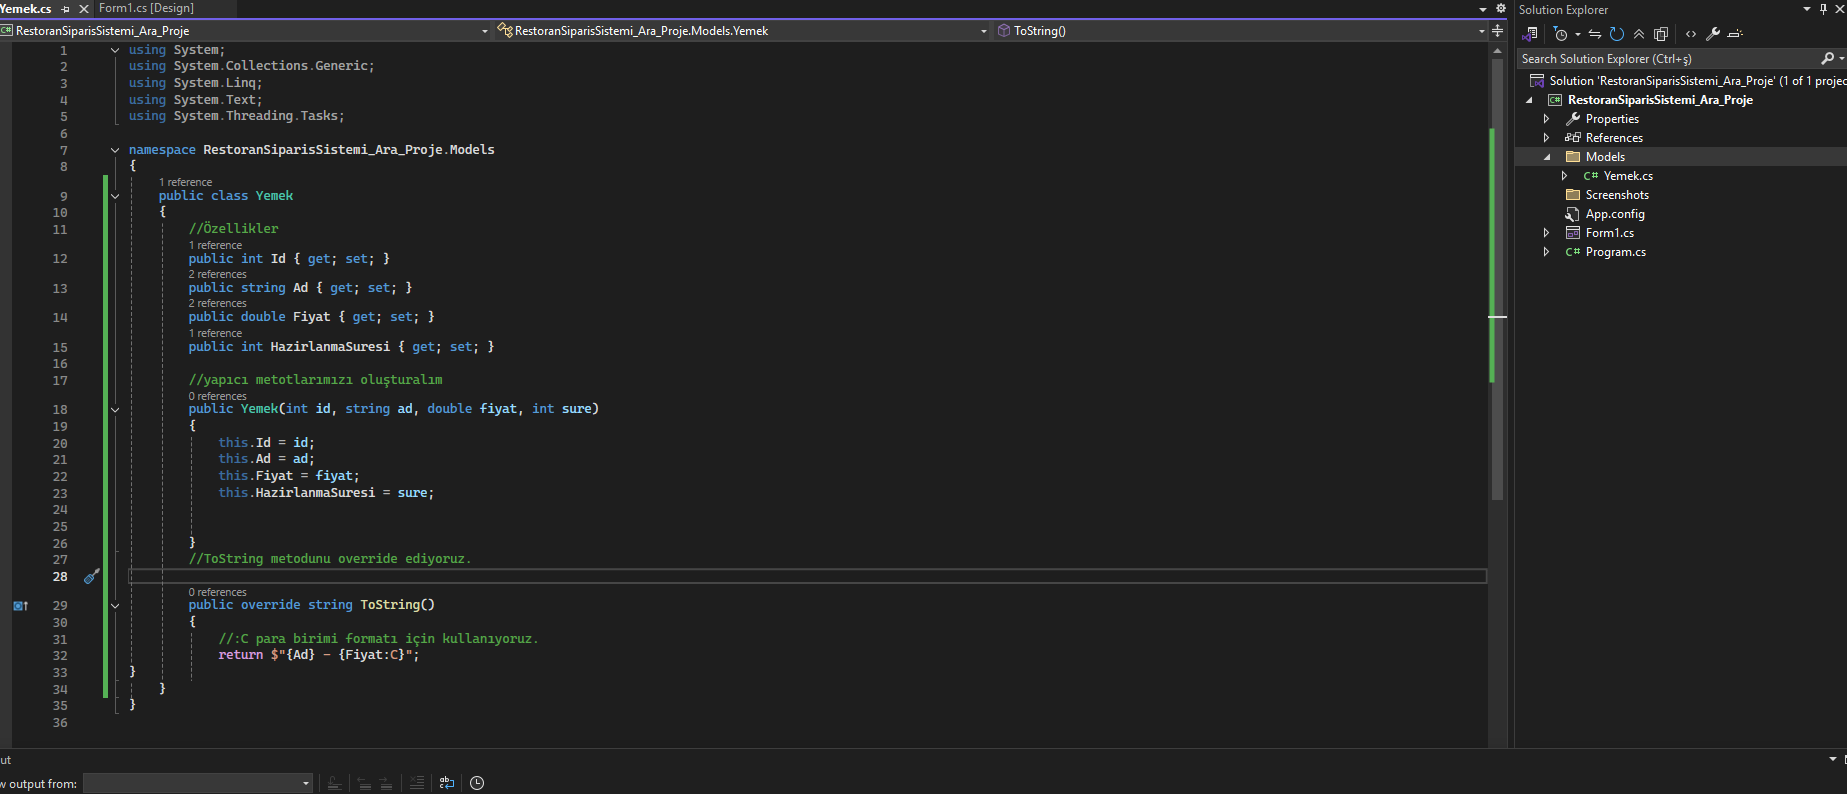 Yemek.cs
Form1.cs [Design]
RestoranSiparisSistemi_Ara_Proje
RestoranSiparisSistemi_Ara_Proje.Models.Yemek
ToString()
1 using System;
2 using System.Collections.Generic;
3 using System.Linq;
4 using System.Text;
5 using System.Threading.Tasks;
6
7 namespace RestoranSiparisSistemi_Ara_Proje.Models
8 {
1 reference
9 public class Yemek
10 {
11 //Özellikler
1 reference
12 public int Id { get; set; }
2 references
13 public string Ad { get; set; }
2 references
14 public double Fiyat { get; set; }
1 reference
15 public int HazirlanmaSuresi { get; set; }
16
17 //yapıcı metotlarımızı oluşturalım
0 references
18 public Yemek(int id, string ad, double fiyat, int sure)
19 {
20 this.Id = id;
21 this.Ad = ad;
22 this.Fiyat = fiyat;
23 this.HazirlanmaSuresi = sure;
24
25
26 }
27 //ToString metodunu override ediyoruz.
28
0 references
29 public override string ToString()
30 {
31 //:C para birimi formatı için kullanıyoruz.
32 return $"{Ad} - {Fiyat:C}";
33 }
34 }
35 }
36
ut
w output from:
Solution Explorer
Search Solution Explorer (Ctrl+ş)
Solution 'RestoranSiparisSistemi_Ara_Proje' (1 of 1 projec
C# RestoranSiparisSistemi_Ara_Proje
Properties
References
Models
C# Yemek.cs
Screenshots
App.config
Form1.cs
C# Program.cs